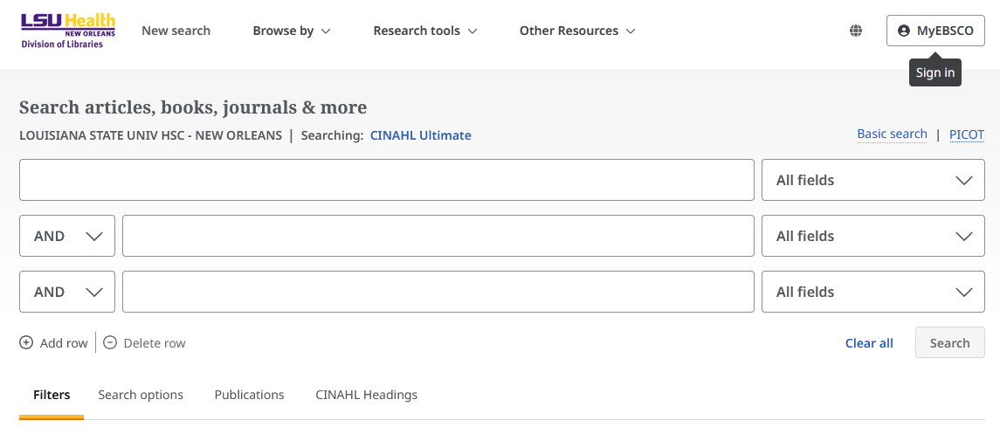 LSU Health
NEW ORLEANS
Division of Libraries
New search Browse by Research tools Other Resources MyEBSCO
Sign in
Search articles, books, journals & more
LOUISIANA STATE UNIV HSC - NEW ORLEANS | Searching: CINAHL Ultimate Basic search | PICOT
All fields
AND All fields
AND All fields
Add row Delete row Clear all Search
Filters Search options Publications CINAHL Headings